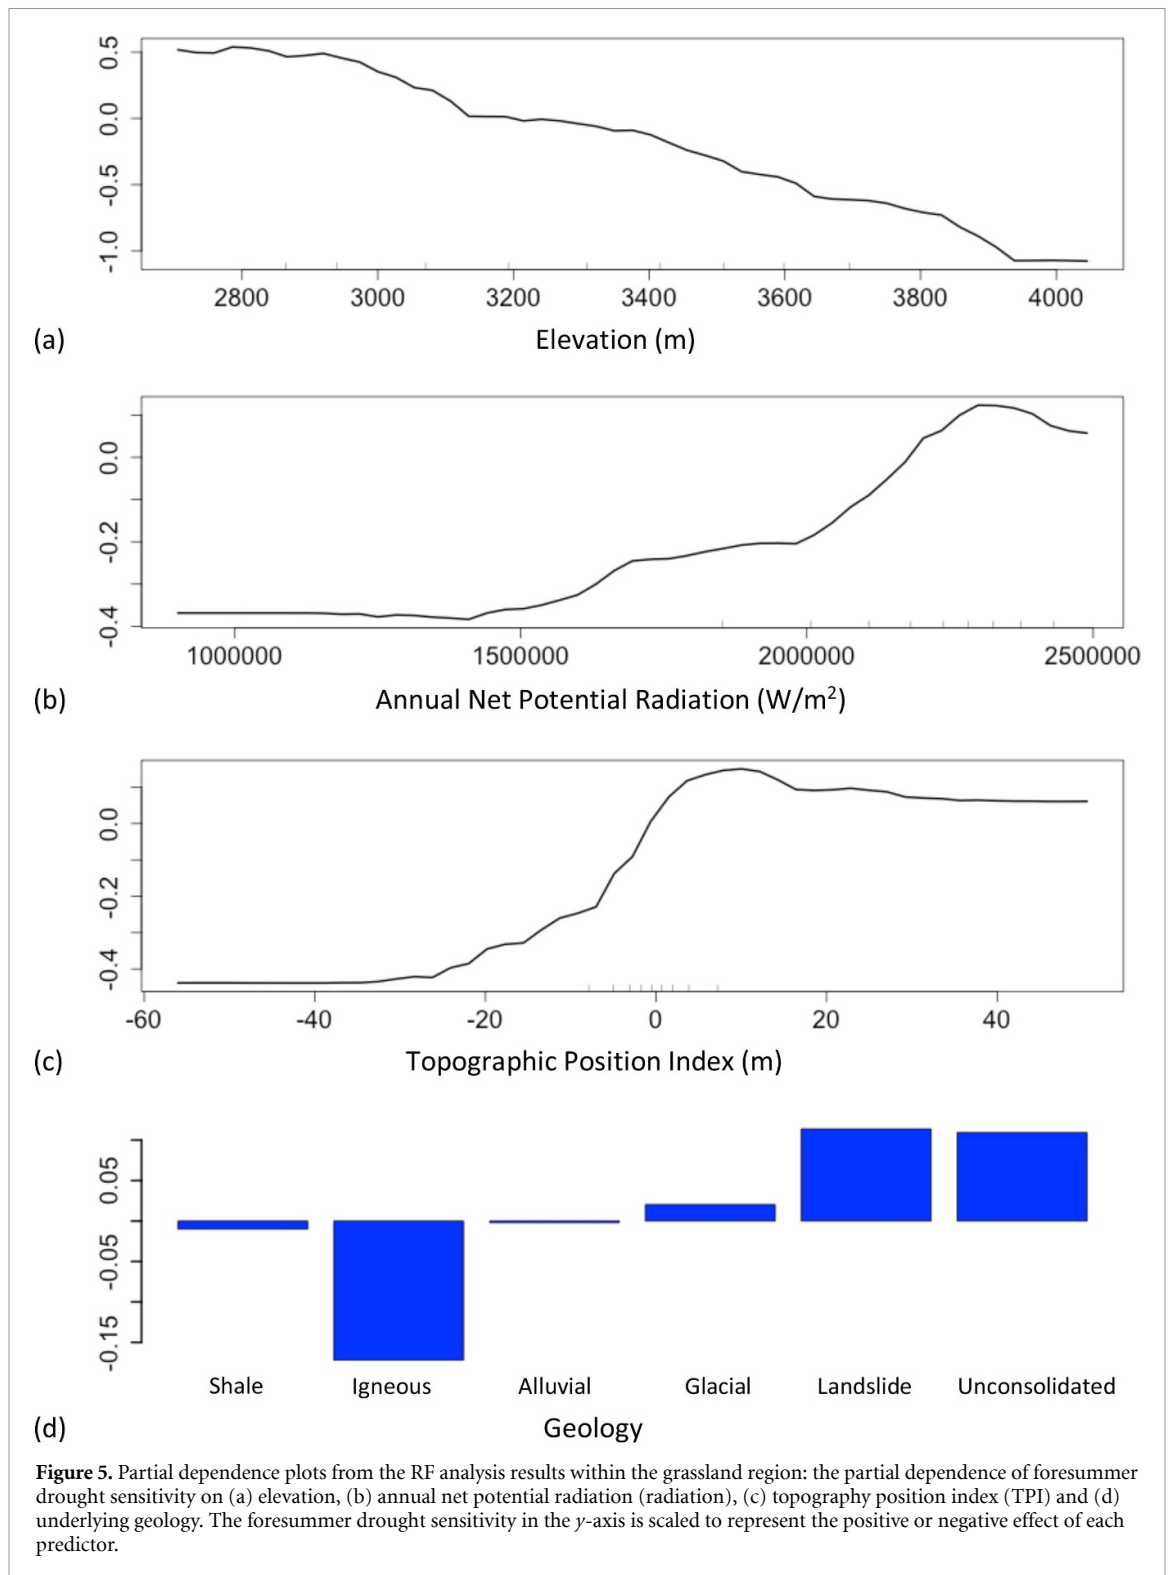 0.5
0.0
-0.5
-1.0
2800 3000 3200 3400 3600 3800 4000
(a) Elevation (m)
0.0
-0.2
-0.4
1000000 1500000 2000000 2500000
(b) Annual Net Potential Radiation (W/m²)
0.0
-0.2
-0.4
-60 -40 -20 0 20 40
(c) Topographic Position Index (m)
0.05
-0.05
-0.15
Shale Igneous Alluvial Glacial Landslide Unconsolidated
(d) Geology
Figure 5. Partial dependence plots from the RF analysis results within the grassland region: the partial dependence of foresummer
drought sensitivity on (a) elevation, (b) annual net potential radiation (radiation), (c) topography position index (TPI) and (d)
underlying geology. The foresummer drought sensitivity in the y-axis is scaled to represent the positive or negative effect of each
predictor.